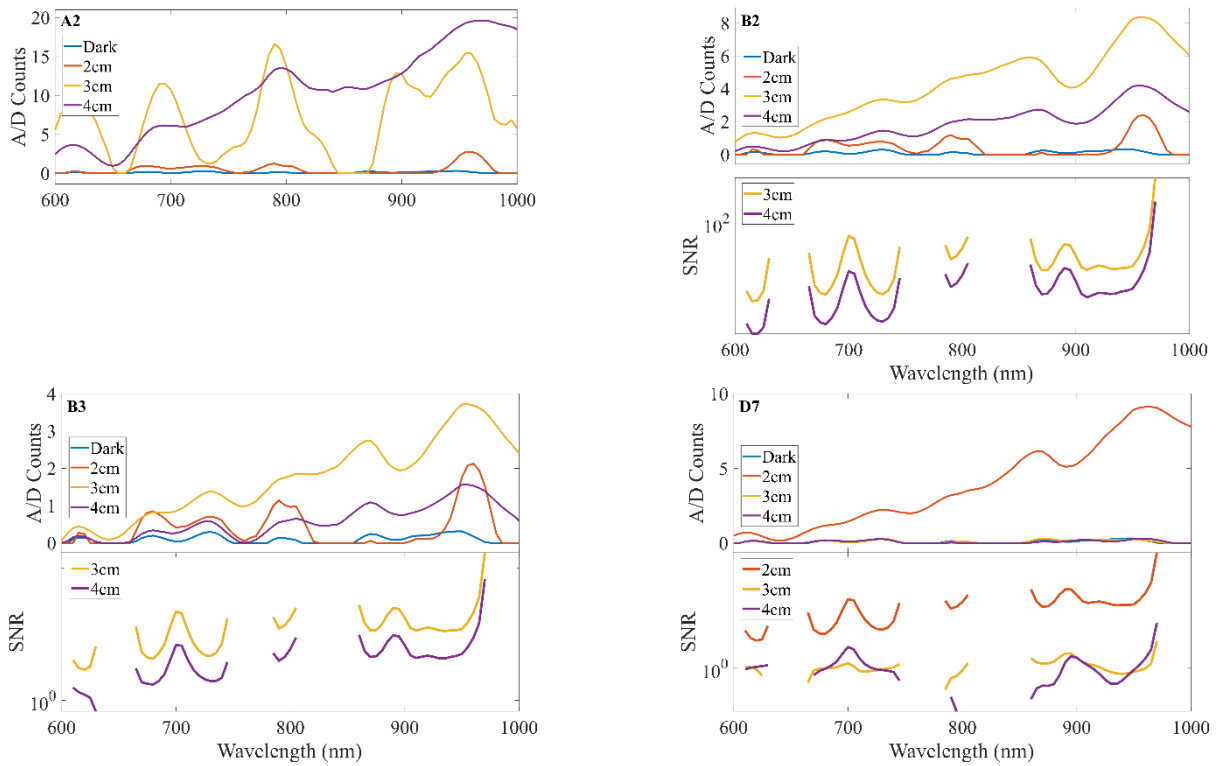 A2
20
15
10
5
0
A/D Counts
Dark
2cm
3cm
4cm
600 700 800 900 1000
B2
8
6
4
2
0
A/D Counts
Dark
2cm
3cm
4cm
3cm
4cm
10²
SNR
600 700 800 900 1000
Wavelength (nm)
B3
4
3
2
1
0
A/D Counts
Dark
2cm
3cm
4cm
3cm
4cm
SNR
10⁰
600 700 800 900 1000
Wavelength (nm)
D7
10
5
0
A/D Counts
Dark
2cm
3cm
4cm
2cm
3cm
4cm
SNR
10⁰
600 700 800 900 1000
Wavelength (nm)